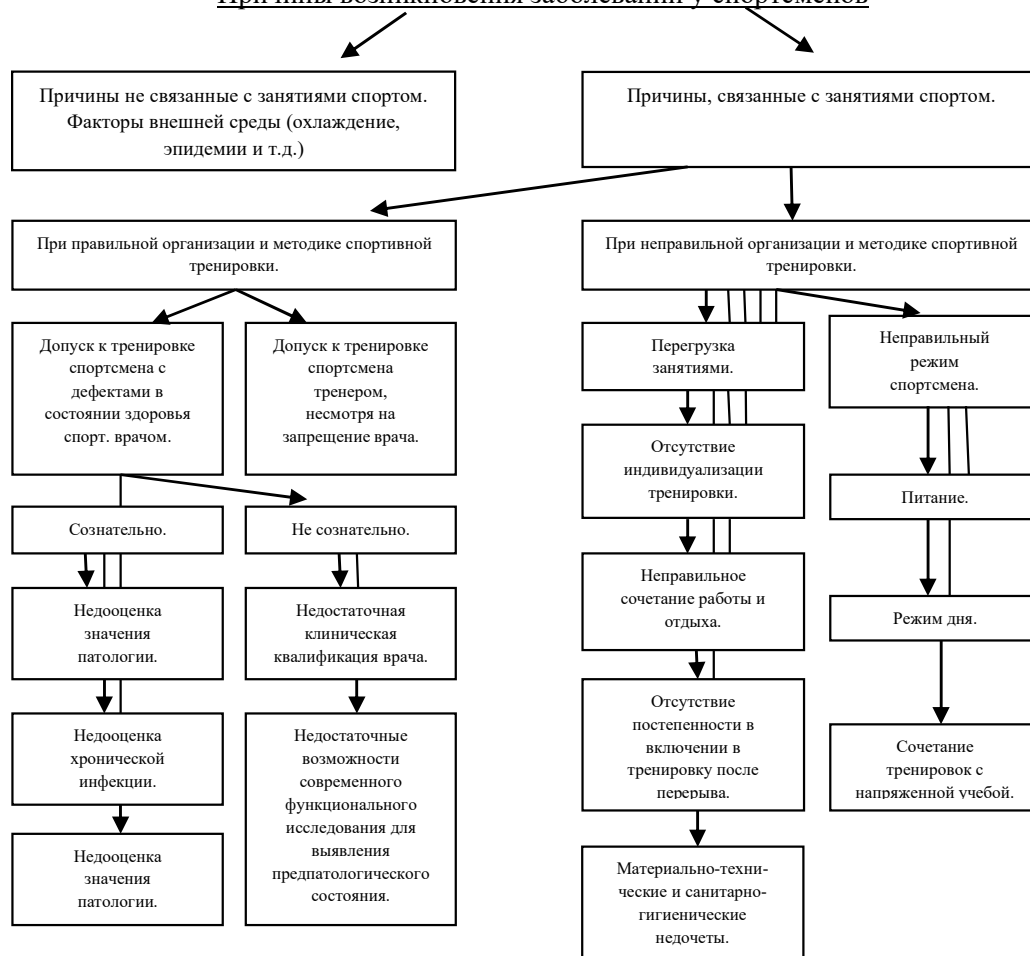 Причины возникновения заболеваний у спортсменов
Причины не связанные с занятиями спортом.
Факторы внешней среды (охлаждение,
эпидемии и т.д.)
Причины, связанные с занятиями спортом.
При правильной организации и методике спортивной
тренировки.
При неправильной организации и методике спортивной
тренировки.
Допуск к тренировке
спортсмена с
дефектами в
состоянии здоровья
спорт. врачом.
Допуск к тренировке
спортсмена
тренером,
несмотря на
запрещение врача.
Перегрузка
занятиями.
Неправильный
режим
спортсмена.
Отсутствие
индивидуализации
тренировки.
Питание.
Сознательно.
Не сознательно.
Неправильное
сочетание работы и
отдыха.
Режим дня.
Недооценка
значения
патологии.
Недостаточная
клиническая
квалификация врача.
Отсутствие
постепенности в
включении в
тренировку после
перерыва.
Сочетание
тренировок с
напряженной учебой.
Недооценка
хронической
инфекции.
Недостаточные
возможности
современного
функционального
исследования для
выявления
предпатологического
состояния.
Недооценка
значения
патологии.
Материально-техни-
ческие и санитарно-
гигиенические
недочеты.